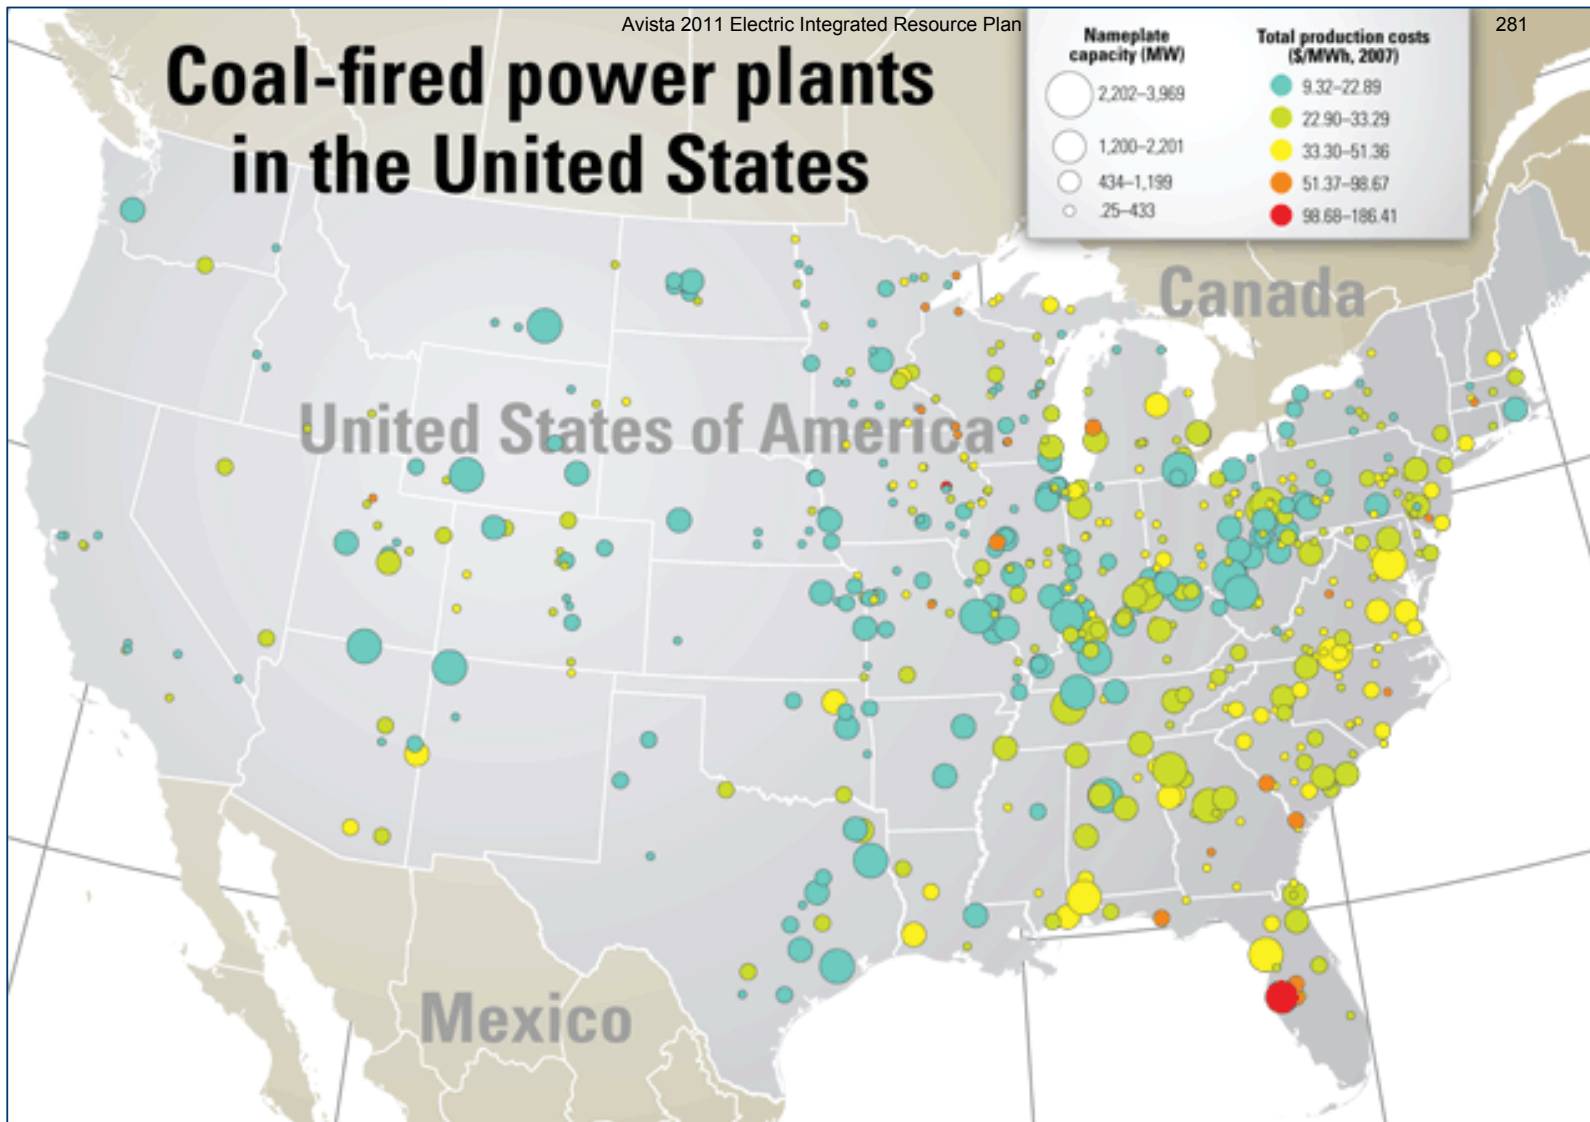 Avista 2011 Electric Integrated Resource Plan
281
Coal-fired power plants
in the United States
Nameplate
capacity (MW)
2,202–3,969
1,200–2,201
434–1,199
.25–433
Total production costs
($/MWh, 2007)
9.32–22.89
22.90–33.29
33.30–51.36
51.37–98.67
98.68–186.41
Canada
United States of America
Mexico